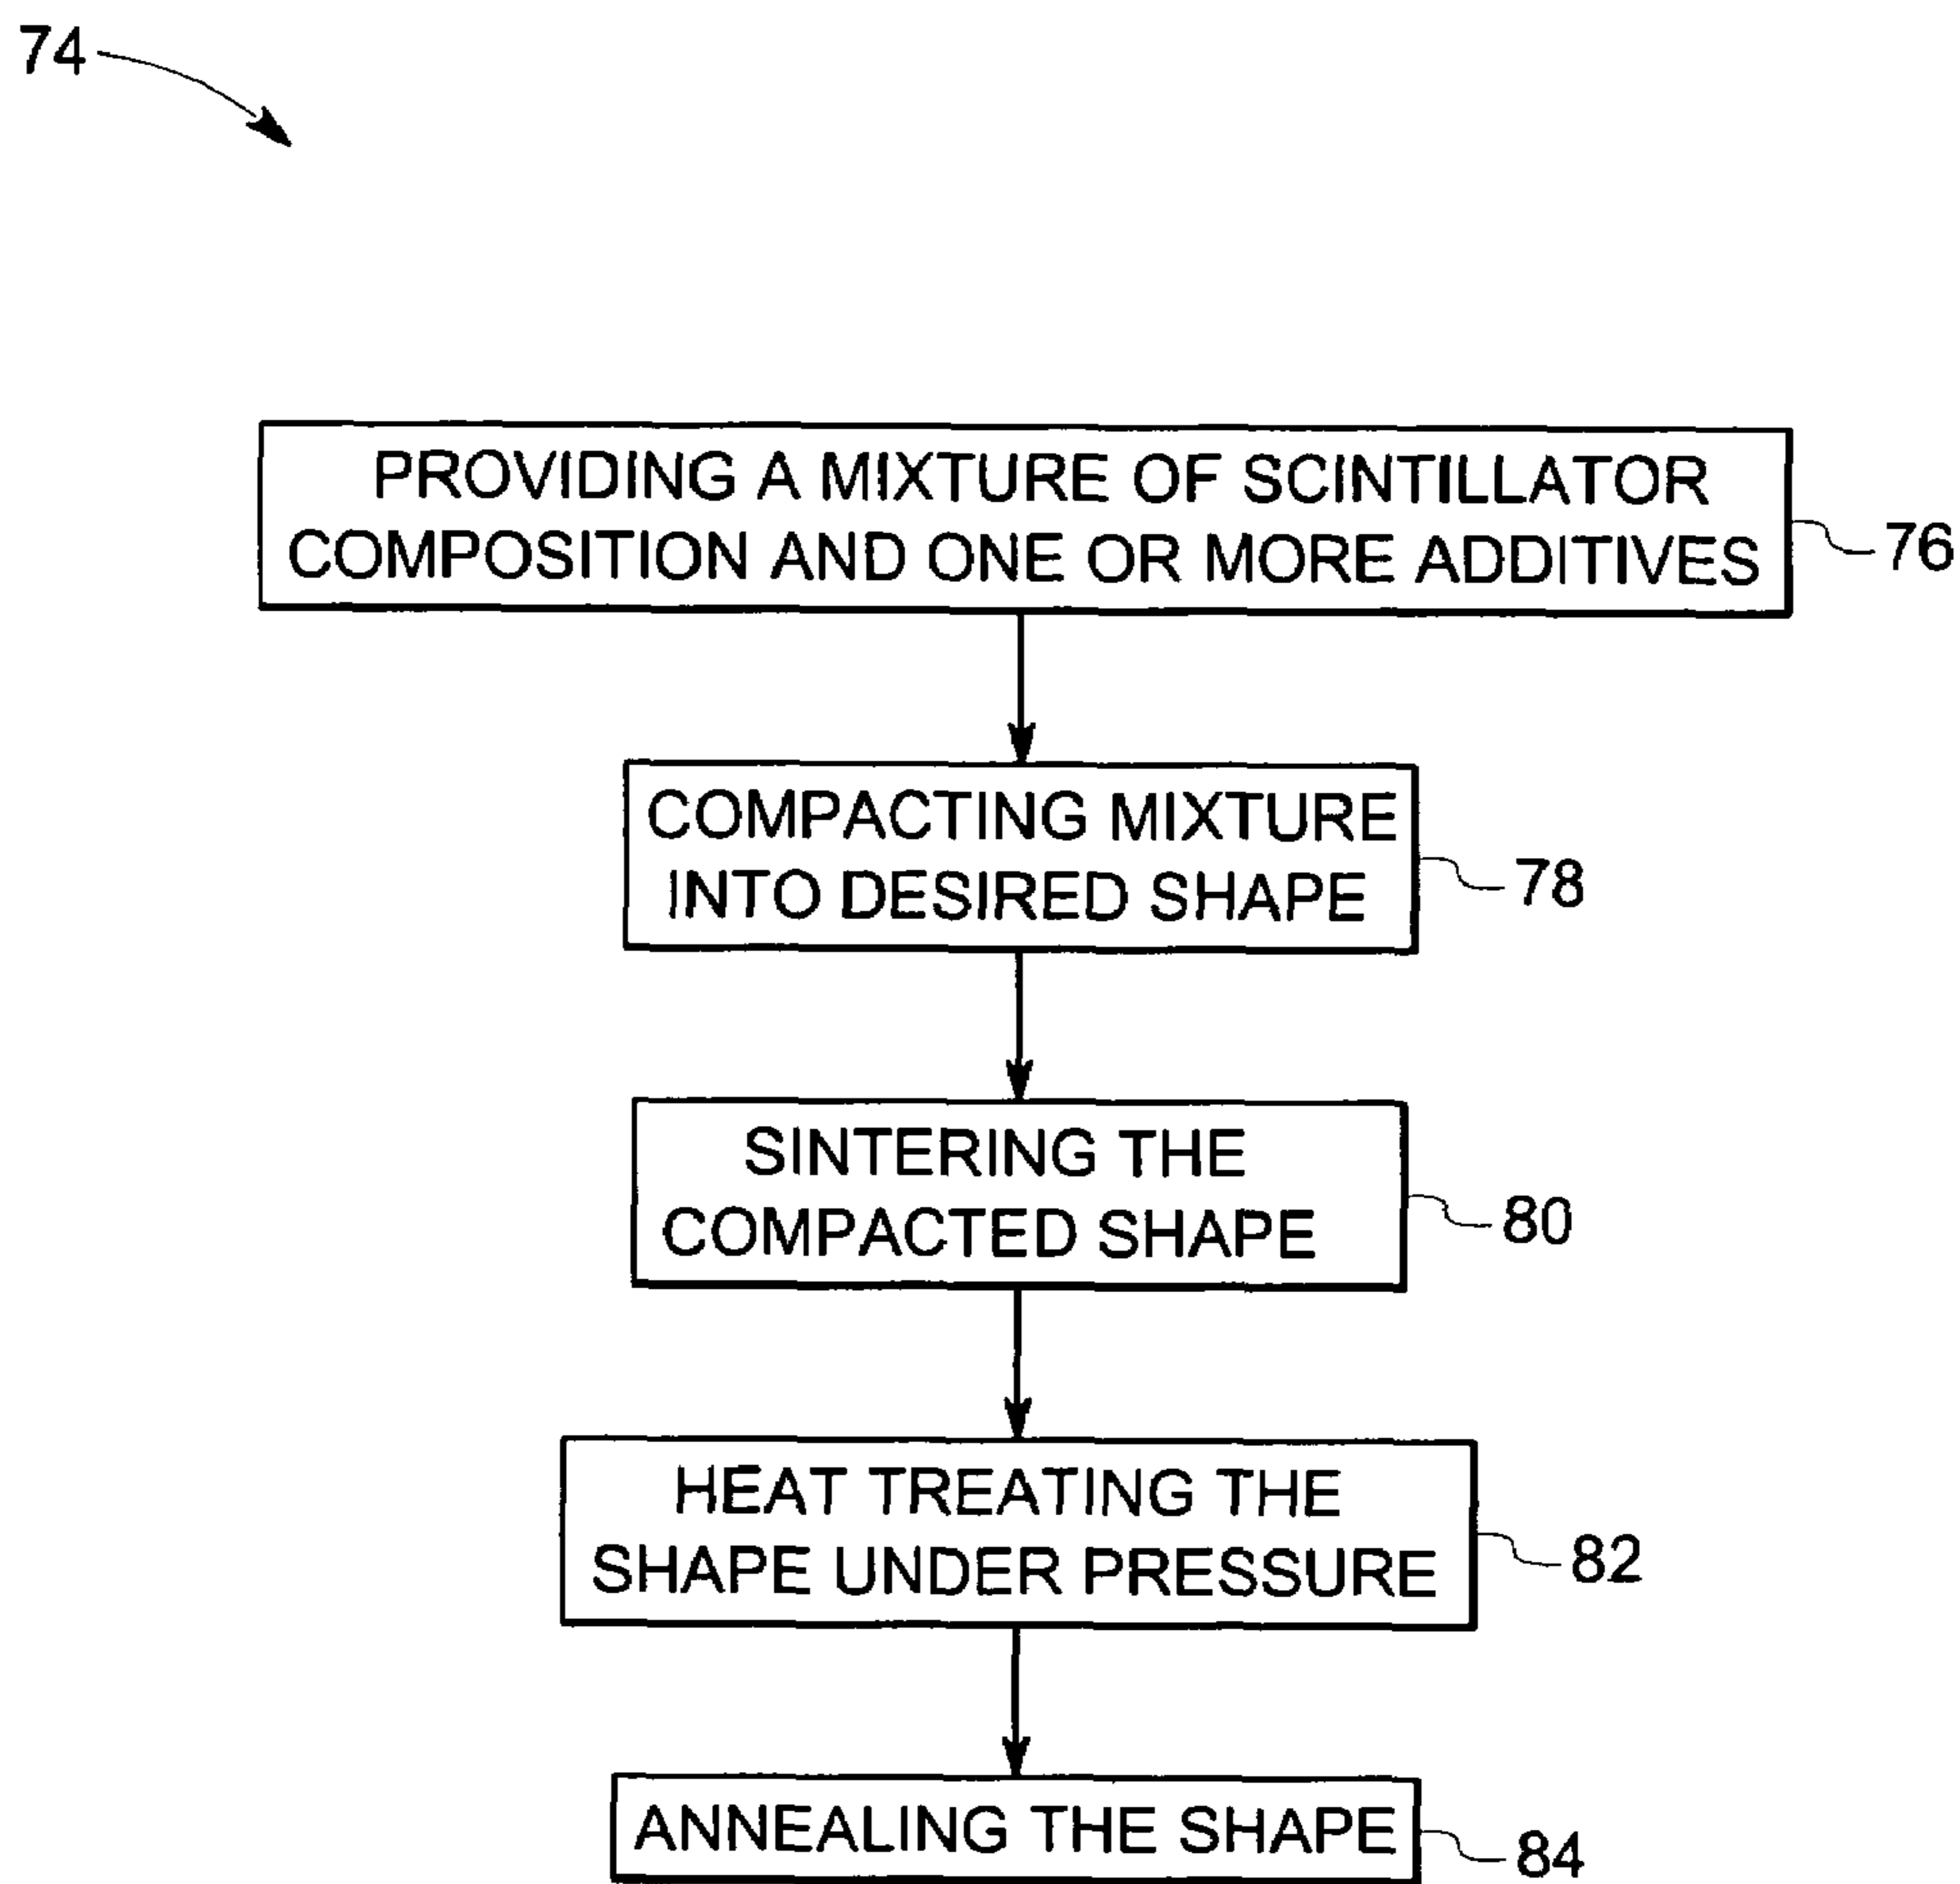 74
PROVIDING A MIXTURE OF SCINTILLATOR
COMPOSITION AND ONE OR MORE ADDITIVES
76
COMPACTING MIXTURE
INTO DESIRED SHAPE
78
SINTERING THE
COMPACTED SHAPE
80
HEAT TREATING THE
SHAPE UNDER PRESSURE
82
ANNEALING THE SHAPE
84